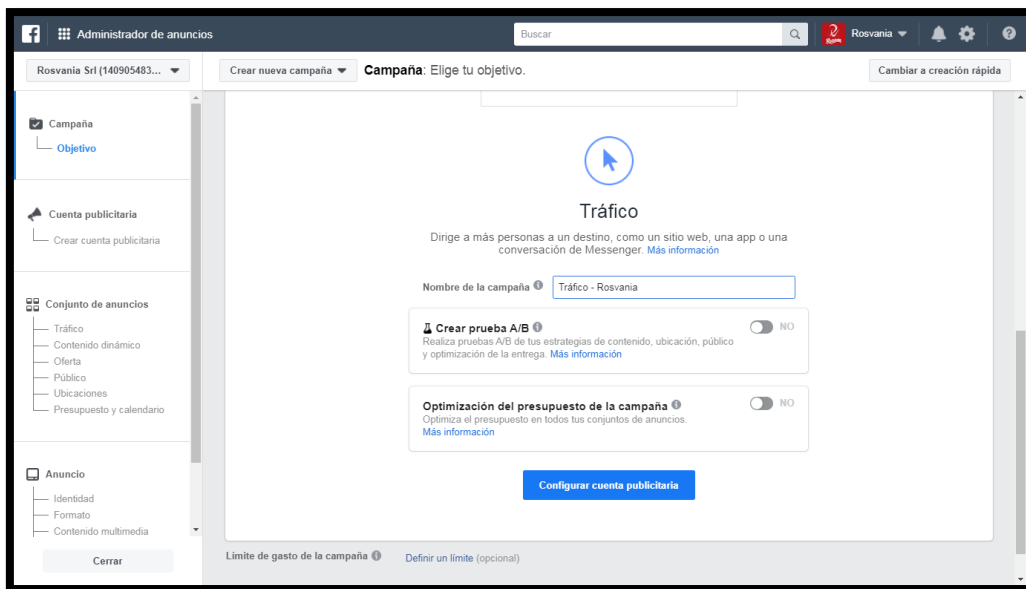 Administrador de anuncios
Buscar
Rosvania
Rosvania Srl (140905483...
Crear nueva campaña
Campaña: Elige tu objetivo.
Cambiar a creación rápida
Campaña
Objetivo
Cuenta publicitaria
Crear cuenta publicitaria
Conjunto de anuncios
Tráfico
Contenido dinámico
Oferta
Público
Ubicaciones
Presupuesto y calendario
Anuncio
Identidad
Formato
Contenido multimedia
Cerrar
Tráfico
Dirige a más personas a un destino, como un sitio web, una app o una
conversación de Messenger. Más información
Nombre de la campaña
Tráfico - Rosvania
Crear prueba A/B
NO
Realiza pruebas A/B de tus estrategias de contenido, ubicación, público
y optimización de la entrega. Más información
Optimización del presupuesto de la campaña
NO
Optimiza el presupuesto en todos tus conjuntos de anuncios.
Más información
Configurar cuenta publicitaria
Límite de gasto de la campaña
Definir un límite (opcional)